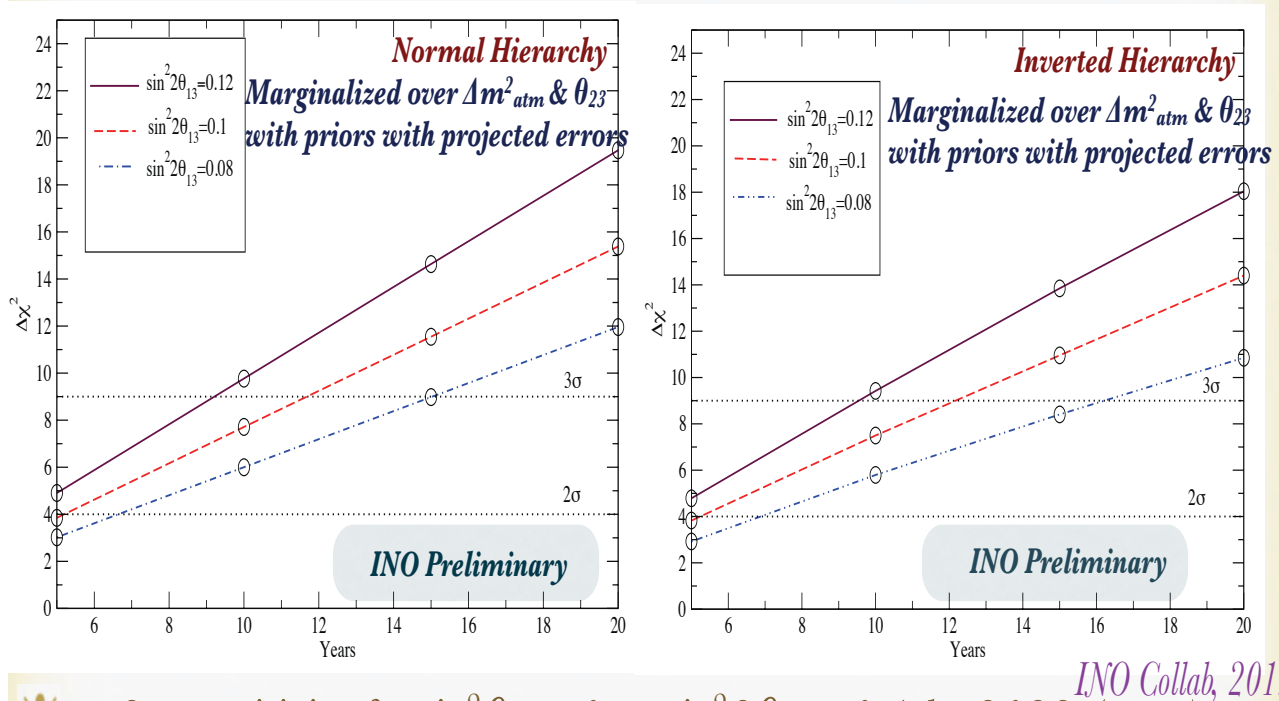 Normal Hierarchy
Marginalized over Δm²atm & θ23
with priors with projected errors
sin²2θ13=0.12
sin²2θ13=0.1
sin²2θ13=0.08
24
22
20
18
16
14
12
10
8
6
4
2
0
Δχ²
3σ
2σ
INO Preliminary
6 8 10 12 14 16 18 20
Years
Inverted Hierarchy
Marginalized over Δm²atm & θ23
with priors with projected errors
sin²2θ13=0.12
sin²2θ13=0.1
sin²2θ13=0.08
24
22
20
18
16
14
12
10
8
6
4
2
0
Δχ²
3σ
2σ
INO Preliminary
6 8 10 12 14 16 18 20
Years
INO Collab, 201